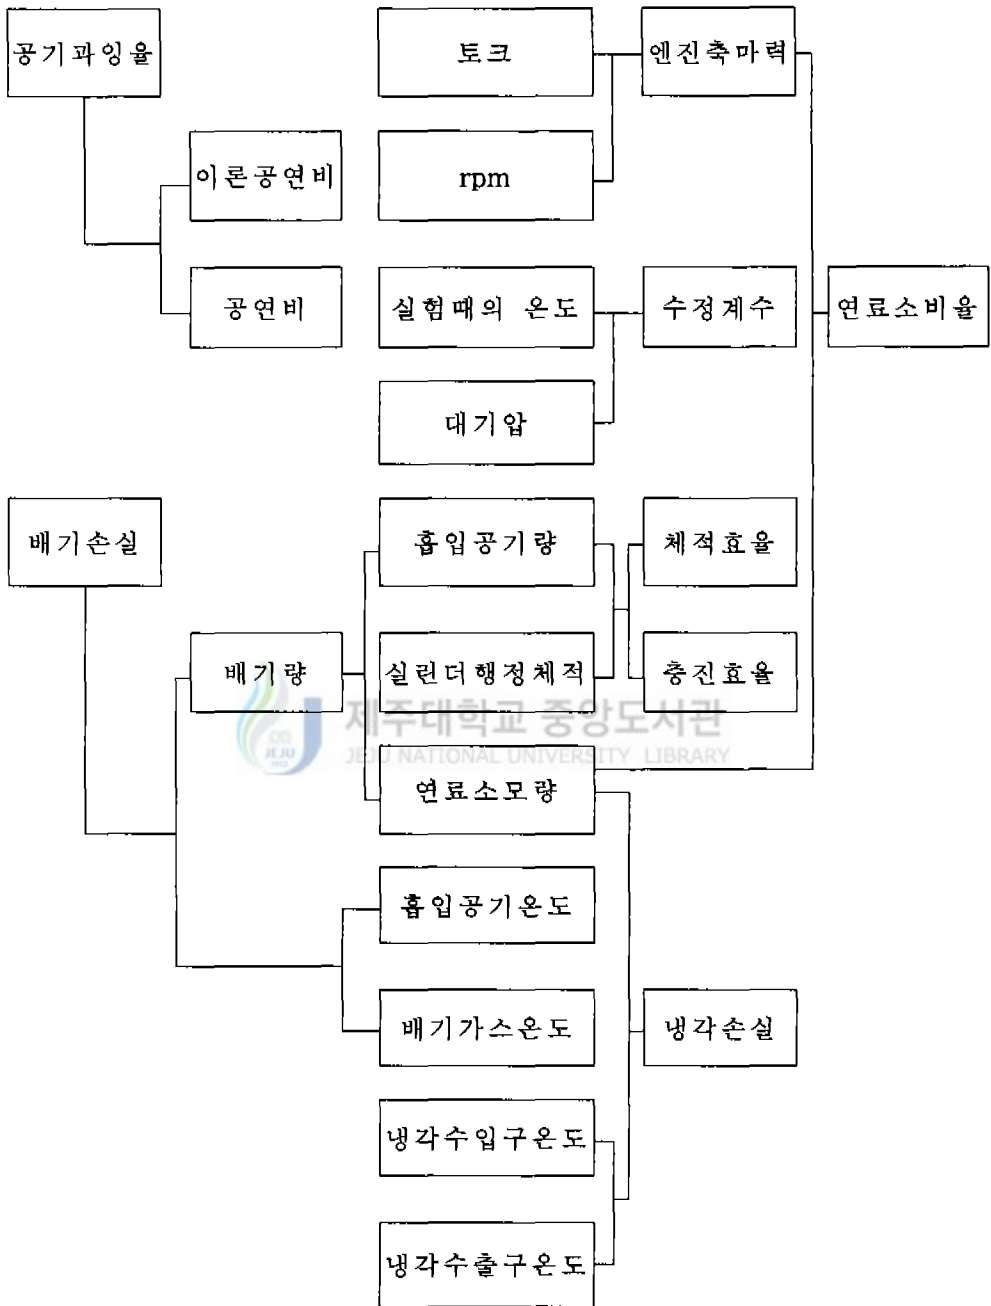 공기과잉율
토크
엔진축마력
이론공연비
rpm
공연비
실험때의 온도
수정계수
연료소비율
대기압
배기손실
흡입공기량
체적효율
배기량
실린더행정체적
충진효율
제주대학교 중앙도서관
JEJU NATIONAL UNIVERSITY LIBRARY
JEJU
1952
연료소모량
흡입공기온도
배기가스온도
냉각손실
냉각수입구온도
냉각수출구온도